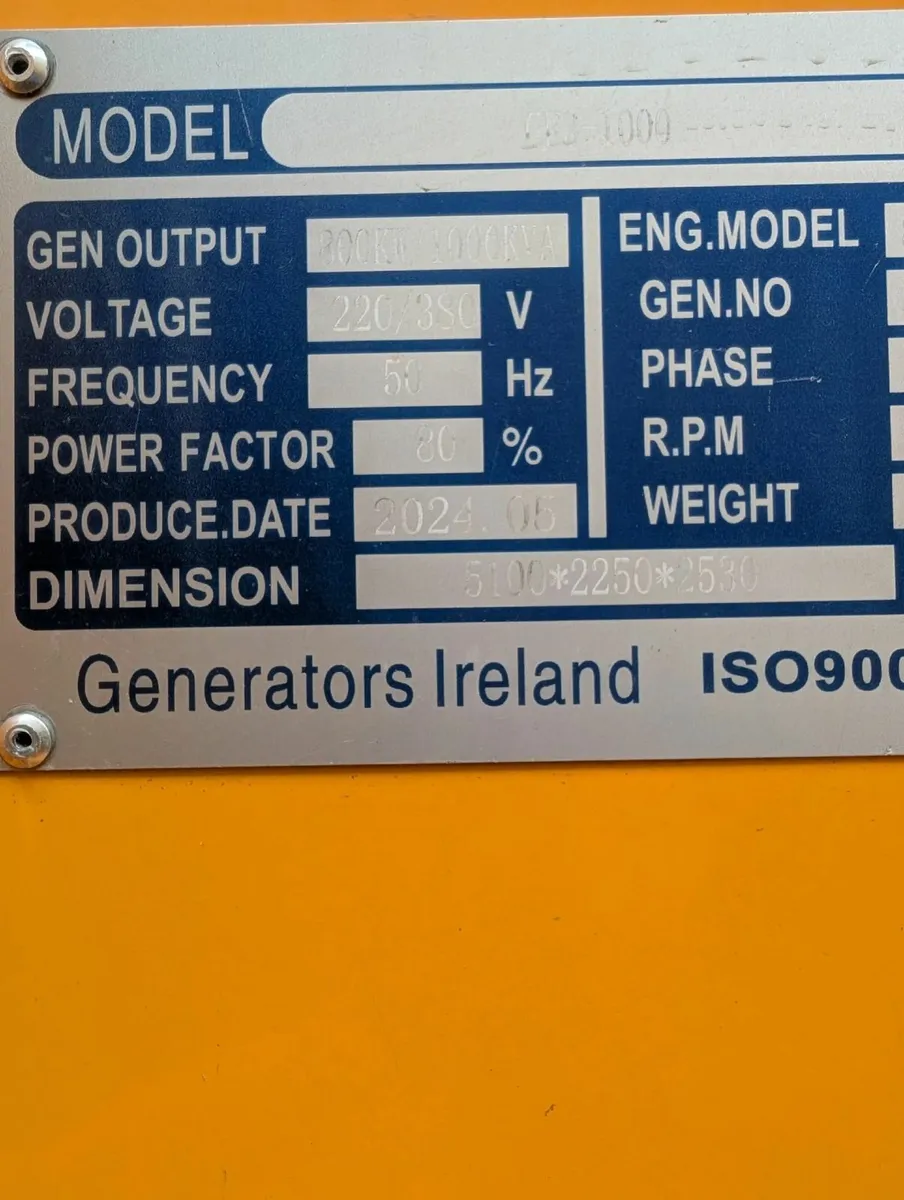 MODEL
GEN OUTPUT 800KW 1000KVA
VOLTAGE 220/380 V
FREQUENCY 50 Hz
POWER FACTOR 80 %
PRODUCE.DATE 2024.05
DIMENSION 5100*2250*2530
ENG.MODEL
GEN.NO
PHASE
R.P.M
WEIGHT
Generators Ireland ISO900